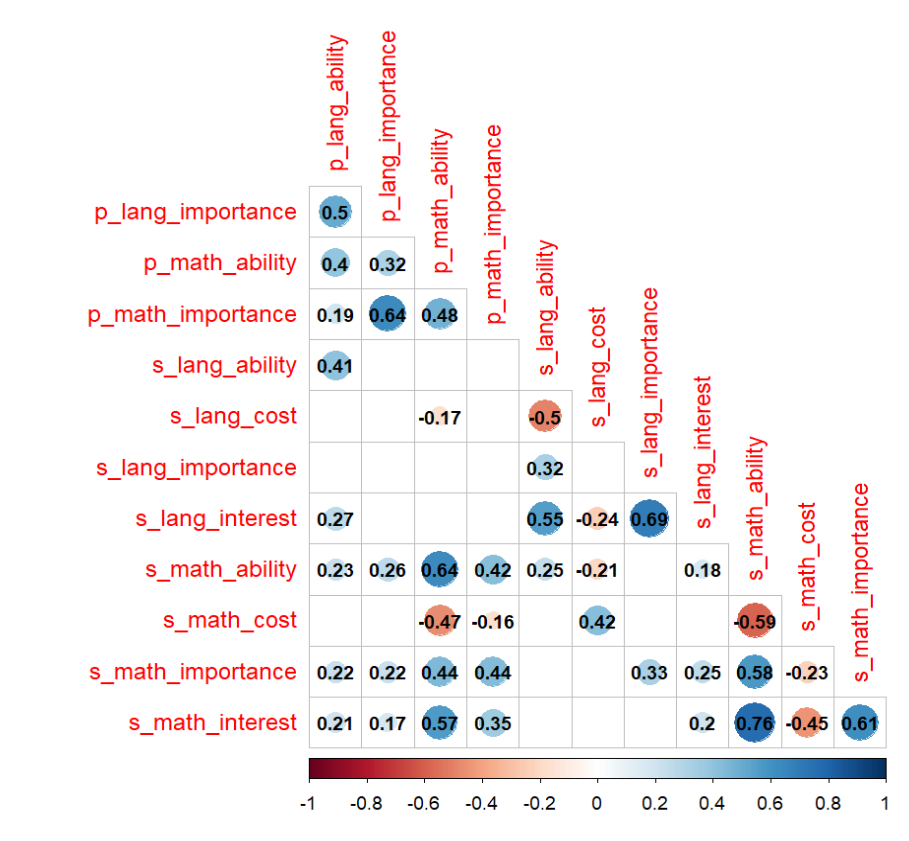 p_lang_ability
p_lang_importance
p_math_ability
p_math_importance
s_lang_ability
s_lang_cost
s_lang_importance
s_lang_interest
s_math_ability
s_math_cost
s_math_importance
p_lang_importance 0.5
p_math_ability 0.4 0.32
p_math_importance 0.19 0.64 0.48
s_lang_ability 0.41
s_lang_cost -0.17 -0.5
s_lang_importance 0.32
s_lang_interest 0.27 0.55 -0.24 0.69
s_math_ability 0.23 0.26 0.64 0.42 0.25 -0.21 0.18
s_math_cost -0.47 -0.16 0.42 -0.59
s_math_importance 0.22 0.22 0.44 0.44 0.33 0.25 0.58 -0.23
s_math_interest 0.21 0.17 0.57 0.35 0.2 0.76 -0.45 0.61
-1 -0.8 -0.6 -0.4 -0.2 0 0.2 0.4 0.6 0.8 1